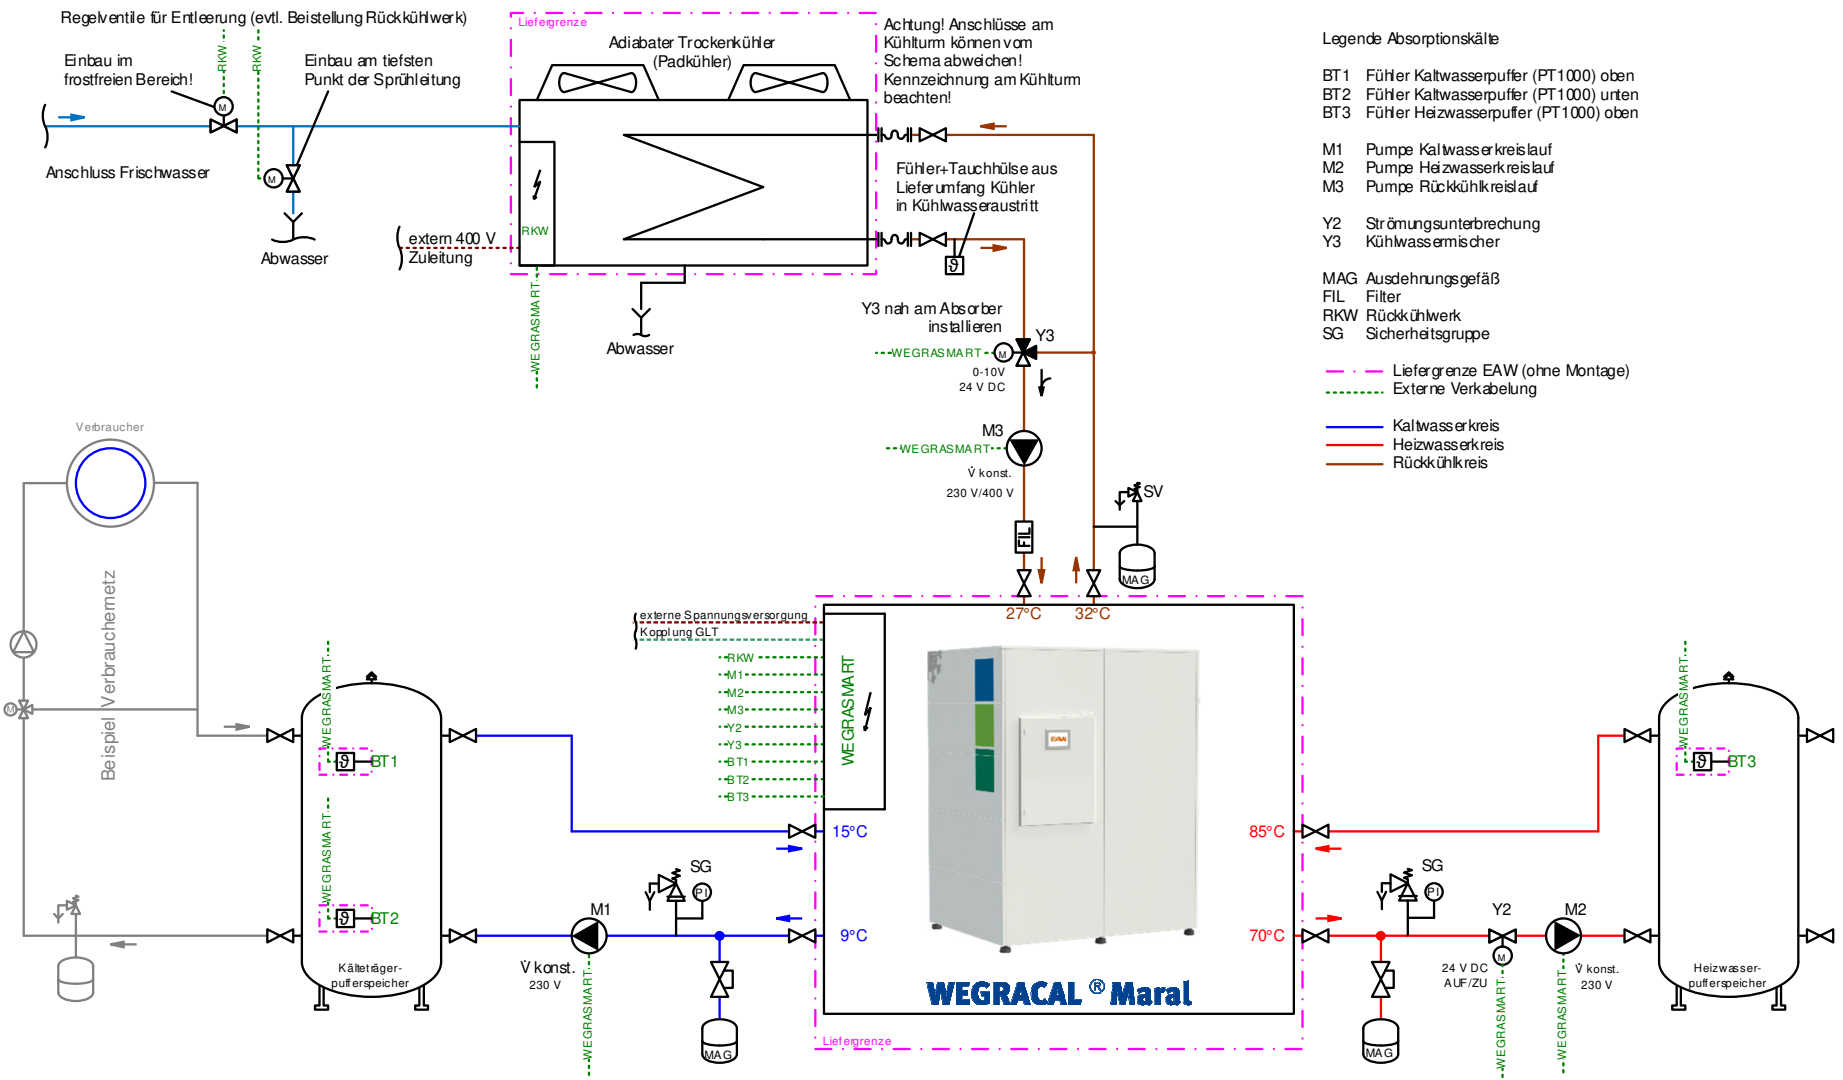 Regelventile für Entleerung (evtl. Beistellung Rückkühlwerk)
Einbau im
frostfreien Bereich!
RKW
RKW
Einbau am tiefsten
Punkt der Sprühleitung
M
M
Anschluss Frischwasser
Abwasser
Liefergrenze
Adiabater Trockenkühler
(Padkühler)
RKW
extern 400 V
Zuleitung
WEGRASMART
Abwasser
Achtung! Anschlüsse am
Kühlturm können vom
Schema abweichen!
Kennzeichnung am Kühlturm
beachten!
Fühler+Tauchhülse aus
Lieferumfang Kühler
in Kühlwasseraustritt
ϑ
Y3 nah am Absorber
installieren
Y3
WEGRASMART
M
0-10V
24 V DC
M3
WEGRASMART
V̇ konst.
230 V/400 V
FIL
SV
MAG
27°C
32°C
Legende Absorptionskälte
BT1 Fühler Kaltwasserpuffer (PT1000) oben
BT2 Fühler Kaltwasserpuffer (PT1000) unten
BT3 Fühler Heizwasserpuffer (PT1000) oben
M1 Pumpe Kaltwasserkreislauf
M2 Pumpe Heizwasserkreislauf
M3 Pumpe Rückkühlkreislauf
Y2 Strömungsunterbrechung
Y3 Kühlwassermischer
MAG Ausdehnungsgefäß
FIL Filter
RKW Rückkühlwerk
SG Sicherheitsgruppe
Liefergrenze EAW (ohne Montage)
Externe Verkabelung
Kaltwasserkreis
Heizwasserkreis
Rückkühlkreis
Verbraucher
Beispiel Verbrauchernetz
M
WEGRASMART
ϑ
BT1
WEGRASMART
ϑ
BT2
Kälteträger-
pufferspeicher
externe Spannungsversorgung
Kopplung GLT
RKW
M1
M2
M3
Y2
Y3
BT1
BT2
BT3
WEGRASMART
EAW
15°C
9°C
85°C
70°C
WEGRACAL ® Maral
Liefergrenze
M1
V̇ konst.
230 V
WEGRASMART
SG
PI
MAG
SG
PI
MAG
Y2
M
24 V DC
AUF/ZU
WEGRASMART
M2
V̇ konst.
230 V
WEGRASMART
WEGRASMART
ϑ
BT3
Heizwasser-
pufferspeicher